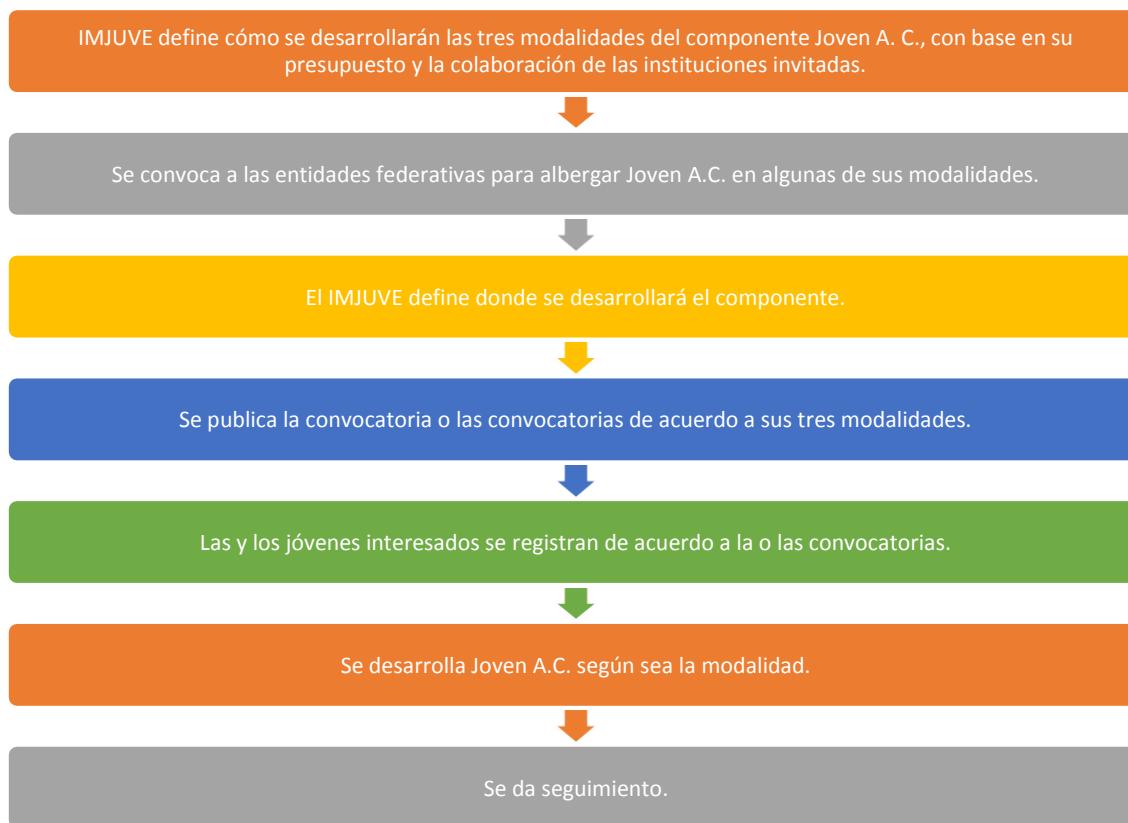 IMJUVE define cómo se desarrollarán las tres modalidades del componente Joven A. C., con base en su
presupuesto y la colaboración de las instituciones invitadas.
Se convoca a las entidades federativas para albergar Joven A.C. en algunas de sus modalidades.
El IMJUVE define donde se desarrollará el componente.
Se publica la convocatoria o las convocatorias de acuerdo a sus tres modalidades.
Las y los jóvenes interesados se registran de acuerdo a la o las convocatorias.
Se desarrolla Joven A.C. según sea la modalidad.
Se da seguimiento.